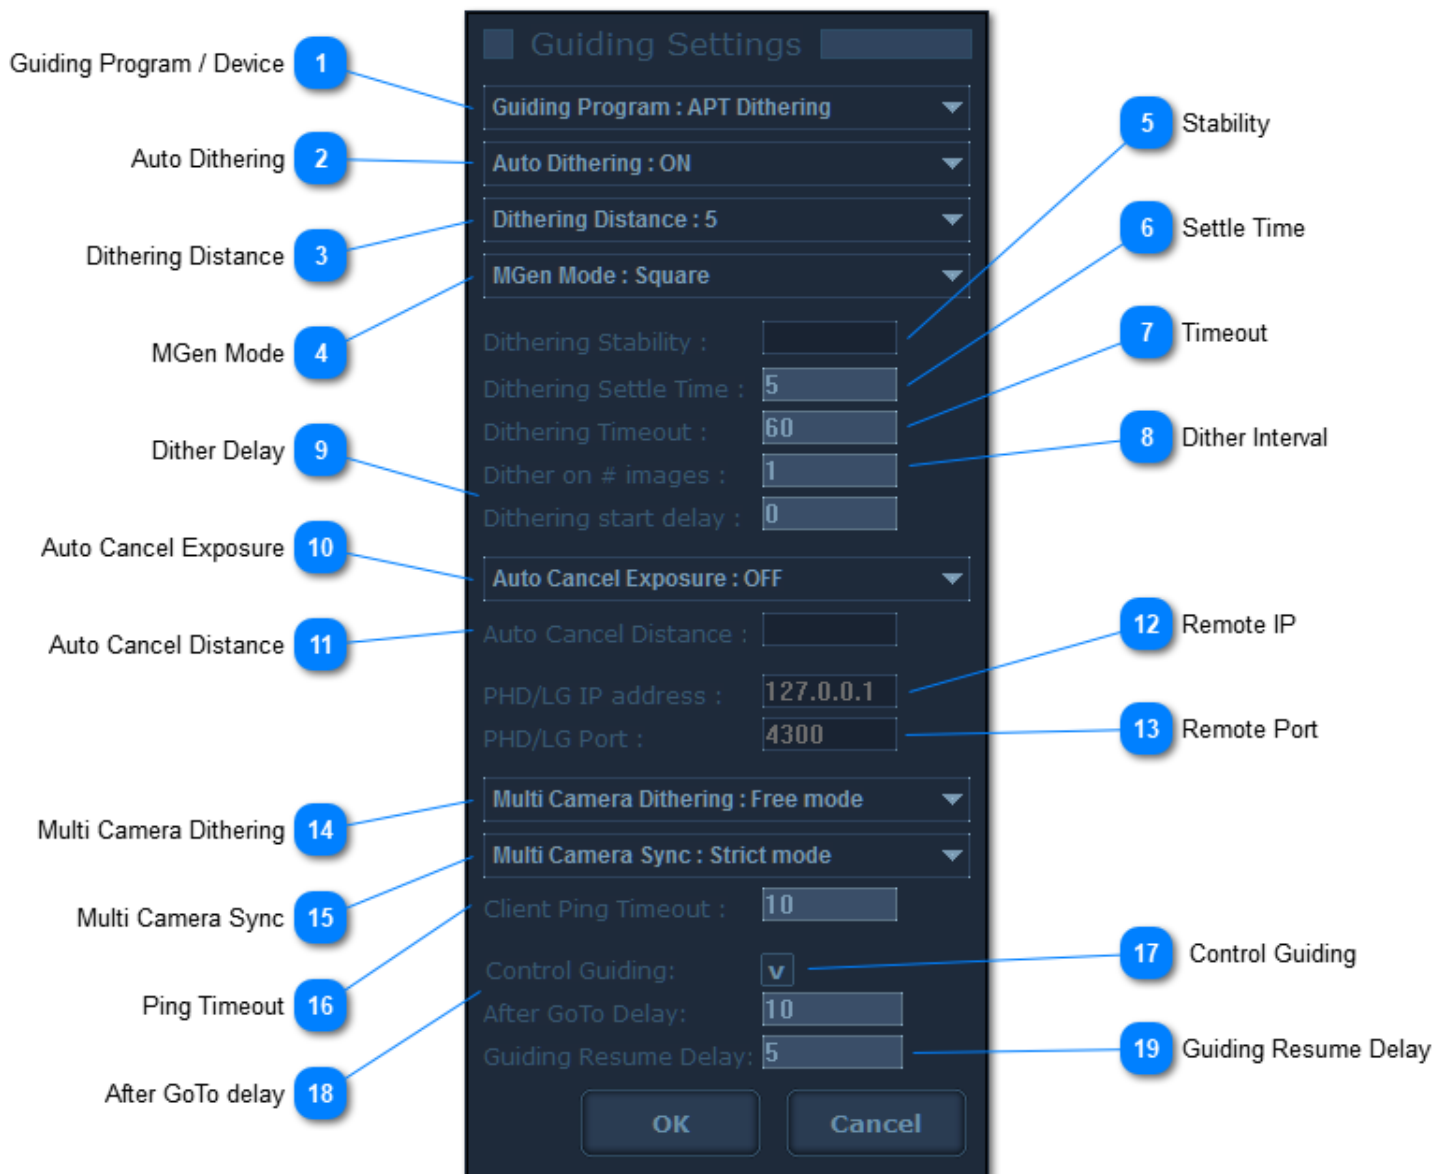 Guiding Settings
Guiding Program / Device 1
Guiding Program : APT Dithering
5 Stability
Auto Dithering 2
Auto Dithering : ON
Dithering Distance : 5
6 Settle Time
Dithering Distance 3
MGen Mode : Square
MGen Mode 4
Dithering Stability :
7 Timeout
Dithering Settle Time : 5
Dithering Timeout : 60
8 Dither Interval
Dither Delay 9
Dither on # images : 1
Dithering start delay : 0
Auto Cancel Exposure 10
Auto Cancel Exposure : OFF
Auto Cancel Distance 11
Auto Cancel Distance :
12 Remote IP
PHD/LG IP address : 127.0.0.1
PHD/LG Port : 4300
13 Remote Port
Multi Camera Dithering : Free mode
Multi Camera Dithering 14
Multi Camera Sync : Strict mode
Multi Camera Sync 15
Client Ping Timeout : 10
Control Guiding: v
17 Control Guiding
Ping Timeout 16
After GoTo Delay: 10
Guiding Resume Delay: 5
19 Guiding Resume Delay
After GoTo delay 18
OK
Cancel